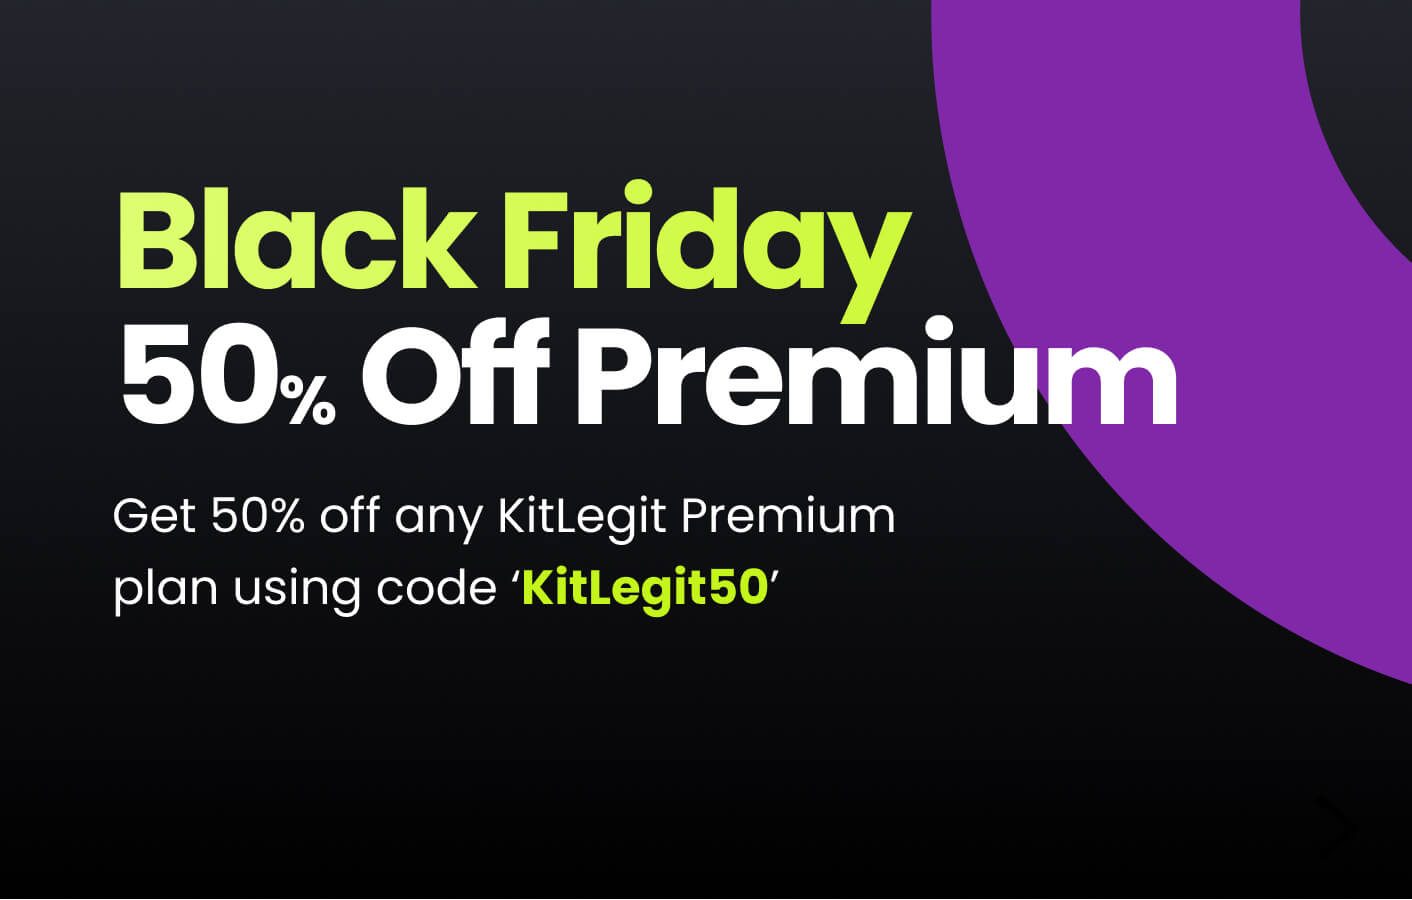 Black Friday
50% Off Premium
Get 50% off any KitLegit Premium
plan using code ‘KitLegit50’